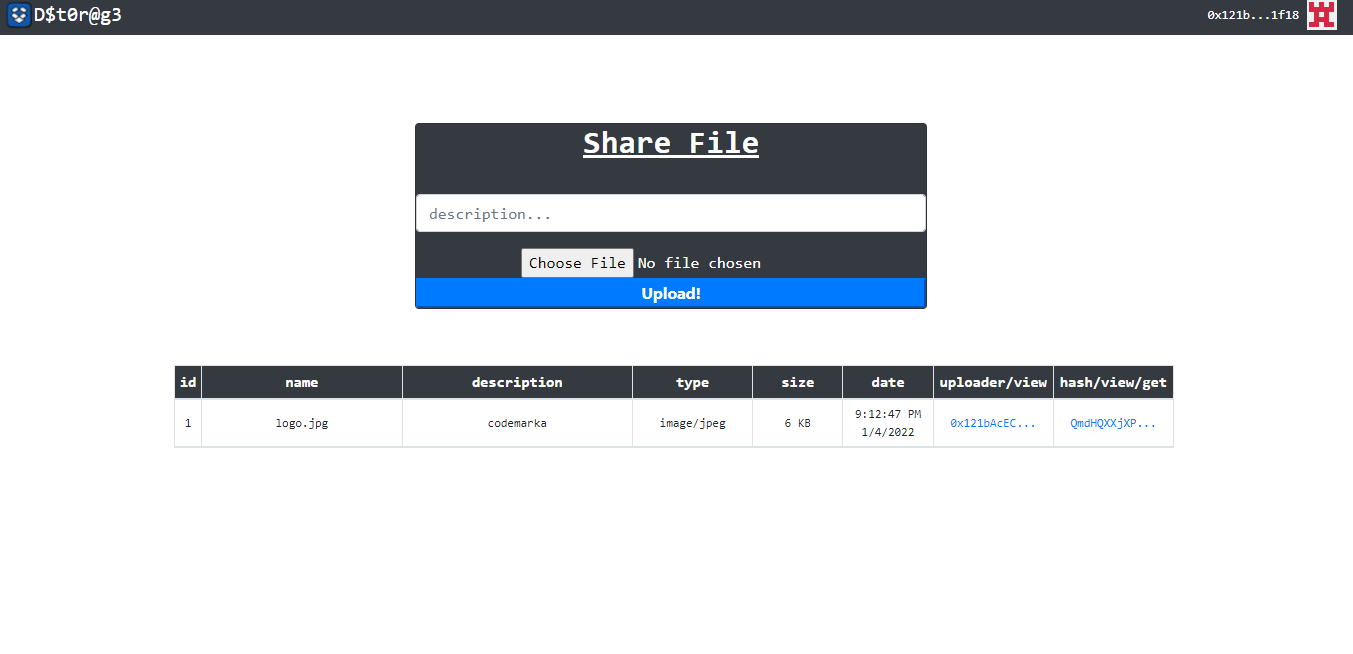 D$t0r@g3
0x121b...1f18
Share File
description...
Choose File No file chosen
Upload!
id name description type size date uploader/view hash/view/get
1 logo.jpg codemarka image/jpeg 6 KB 9:12:47 PM 0x121bAcEC... QmdHQXXjXP...
1/4/2022